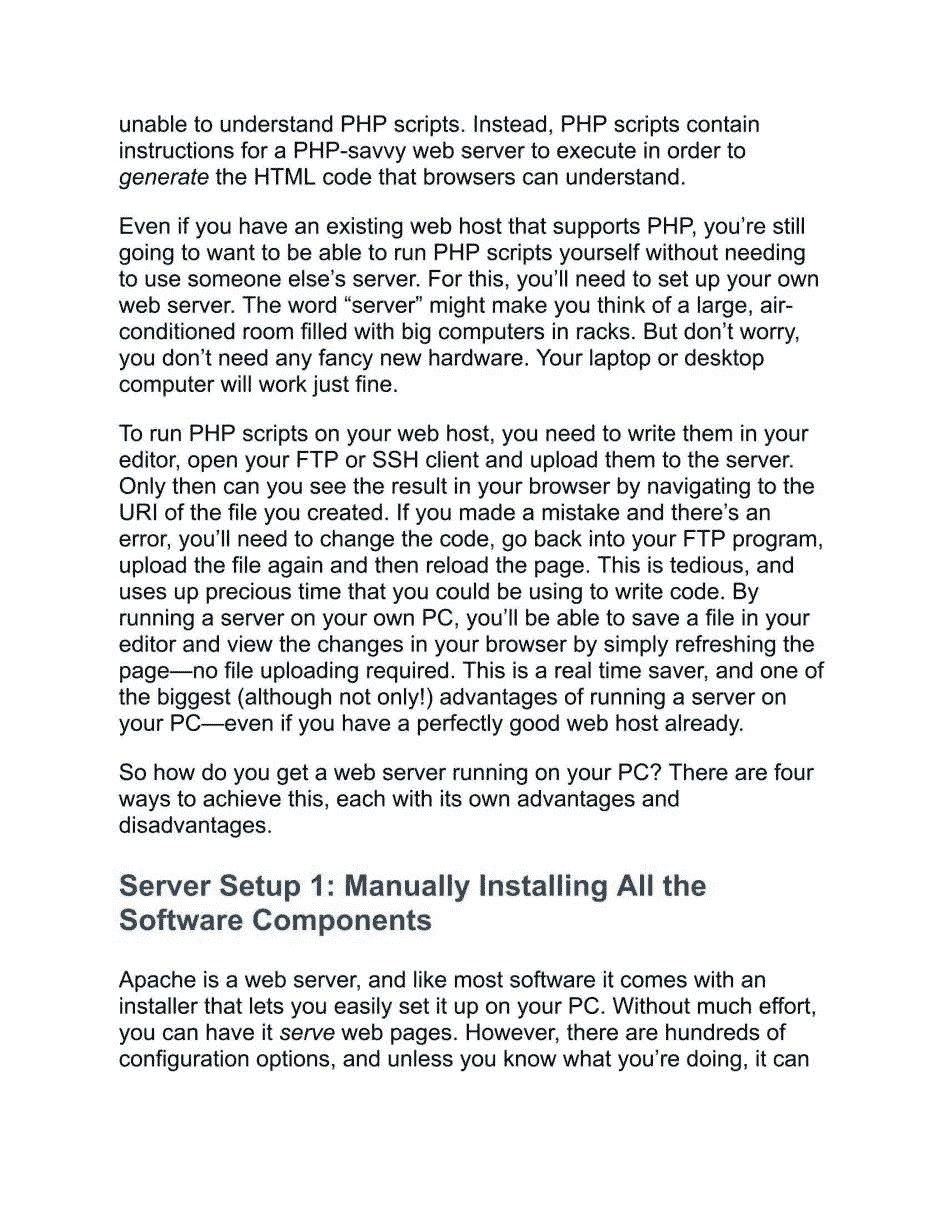 unable to understand PHP scripts. Instead, PHP scripts contain
instructions for a PHP-savvy web server to execute in order to
generate the HTML code that browsers can understand.
Even if you have an existing web host that supports PHP, you’re still
going to want to be able to run PHP scripts yourself without needing
to use someone else’s server. For this, you’ll need to set up your own
web server. The word “server” might make you think of a large, air-
conditioned room filled with big computers in racks. But don’t worry,
you don’t need any fancy new hardware. Your laptop or desktop
computer will work just fine.
To run PHP scripts on your web host, you need to write them in your
editor, open your FTP or SSH client and upload them to the server.
Only then can you see the result in your browser by navigating to the
URI of the file you created. If you made a mistake and there’s an
error, you’ll need to change the code, go back into your FTP program,
upload the file again and then reload the page. This is tedious, and
uses up precious time that you could be using to write code. By
running a server on your own PC, you’ll be able to save a file in your
editor and view the changes in your browser by simply refreshing the
page—no file uploading required. This is a real time saver, and one of
the biggest (although not only!) advantages of running a server on
your PC—even if you have a perfectly good web host already.
So how do you get a web server running on your PC? There are four
ways to achieve this, each with its own advantages and
disadvantages.
Server Setup 1: Manually Installing All the
Software Components
Apache is a web server, and like most software it comes with an
installer that lets you easily set it up on your PC. Without much effort,
you can have it serve web pages. However, there are hundreds of
configuration options, and unless you know what you’re doing, it can